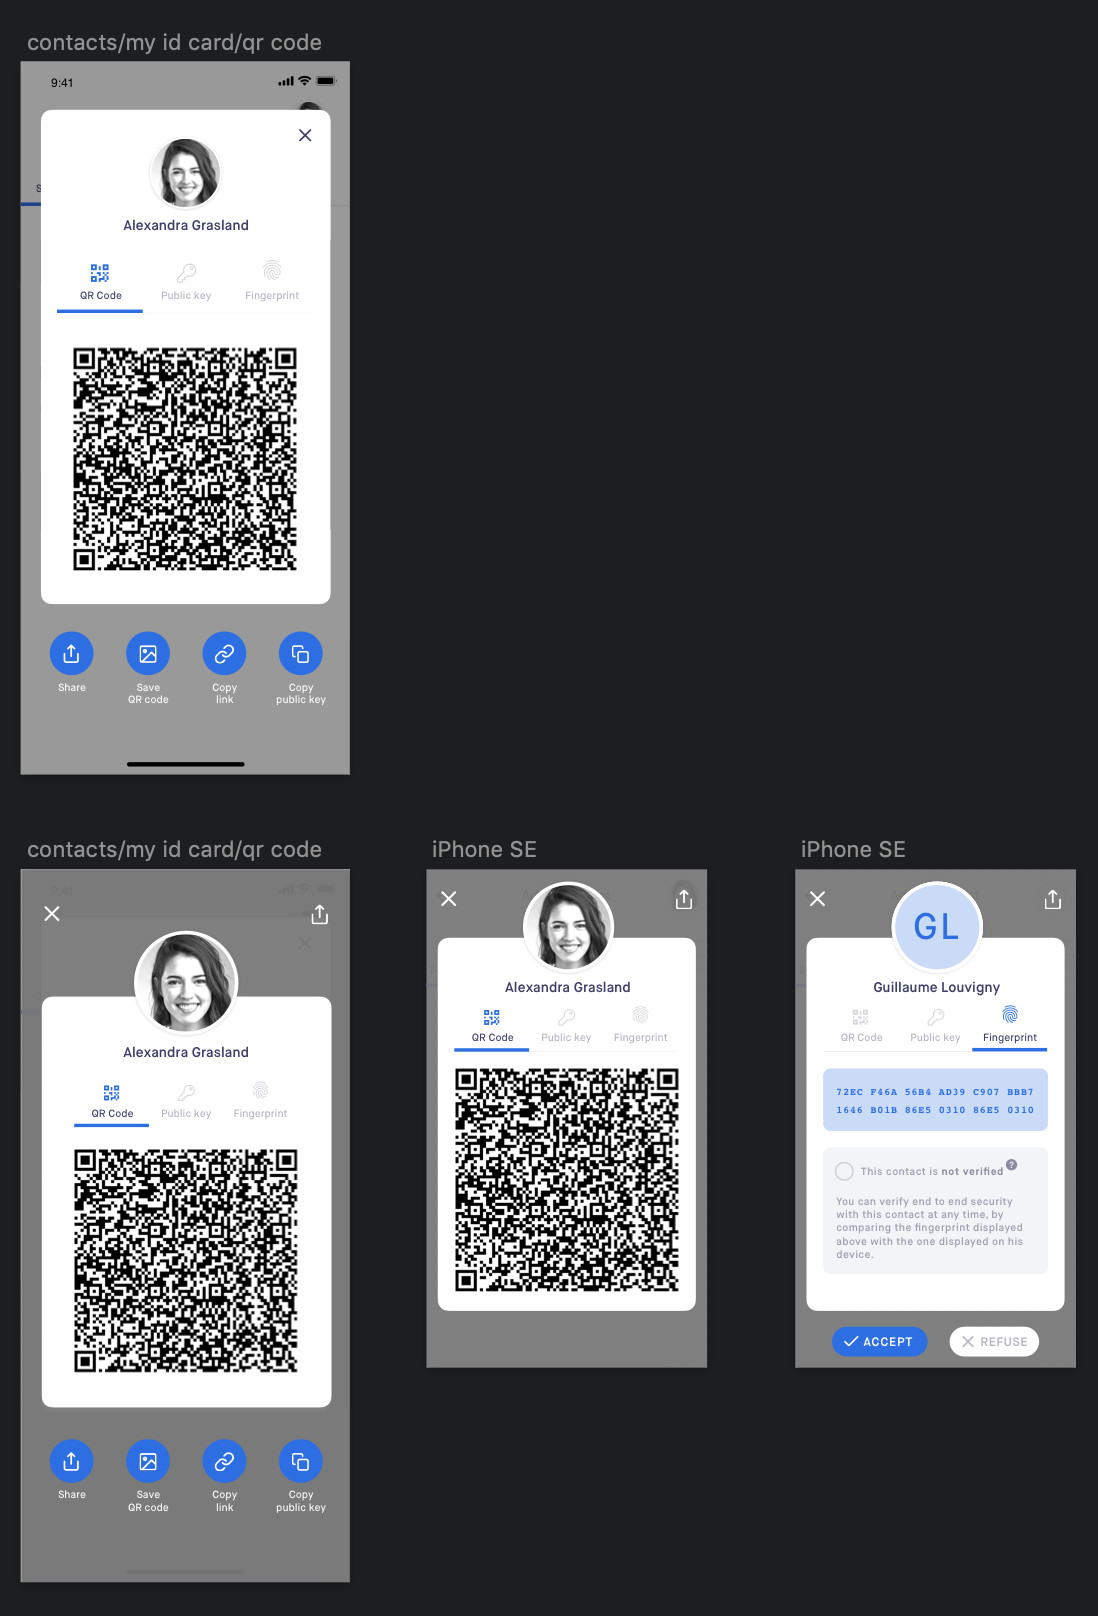 contacts/my id card/qr code
9:41
S
Alexandra Grasland
QR Code Public key Fingerprint
Share Save QR code Copy link Copy public key
contacts/my id card/qr code
9:41
Alexandra Grasland
QR Code Public key Fingerprint
Share Save QR code Copy link Copy public key
iPhone SE
Alexandra Grasland
QR Code Public key Fingerprint
iPhone SE
GL
Guillaume Louvigny
QR Code Public key Fingerprint
72EC F46A 56B4 AD39 C907 BBB7
1646 B01B 86E5 0310 86E5 0310
This contact is not verified ?
You can verify end to end security
with this contact at any time, by
comparing the fingerprint displayed
above with the one displayed on his
device.
ACCEPT REFUSE